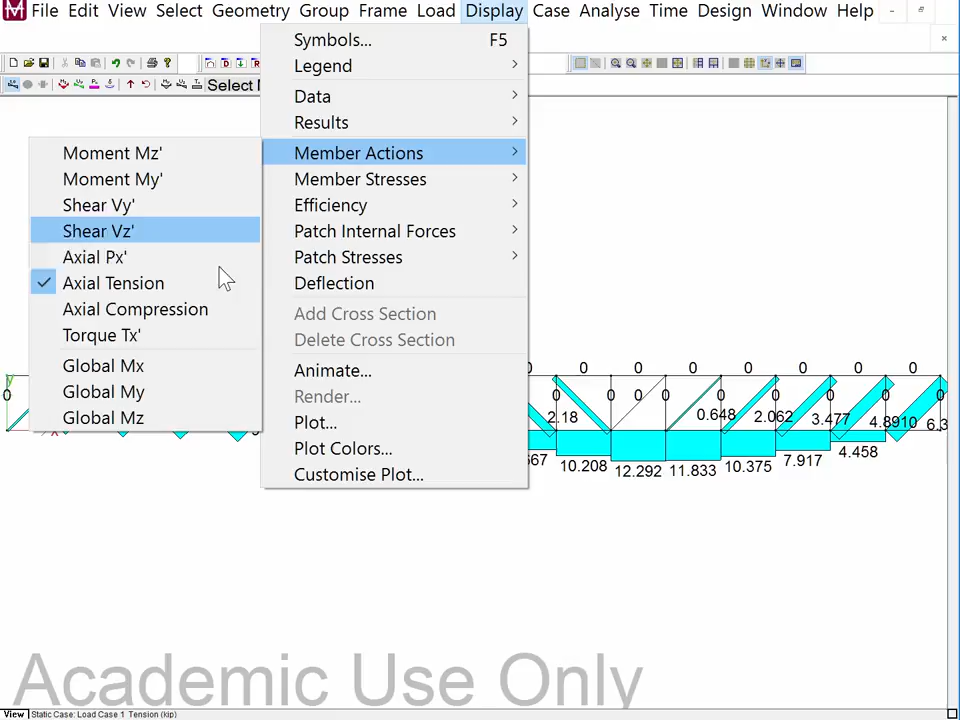 File Edit View Select Geometry Group Frame Load Display Case Analyse Time Design Window Help
Symbols... F5
Legend
Select
Data
Results
Member Actions
Member Stresses
Efficiency
Patch Internal Forces
Patch Stresses
Deflection
Add Cross Section
Delete Cross Section
Animate...
Render...
Plot...
Plot Colors...
Customise Plot...
Moment Mz'
Moment My'
Shear Vy'
Shear Vz'
Axial Px'
Axial Tension
Axial Compression
Torque Tx'
Global Mx
Global My
Global Mz
y
0 0 0 0 0 0 0
0 0 0 0 0 0 0 0
2.18 0.648 2.062 3.477 4.8910 6.3
x
667 10.208 12.292 11.833 10.375 7.917 4.458
Academic Use Only
View Static Case: Load Case 1 Tension (kip)